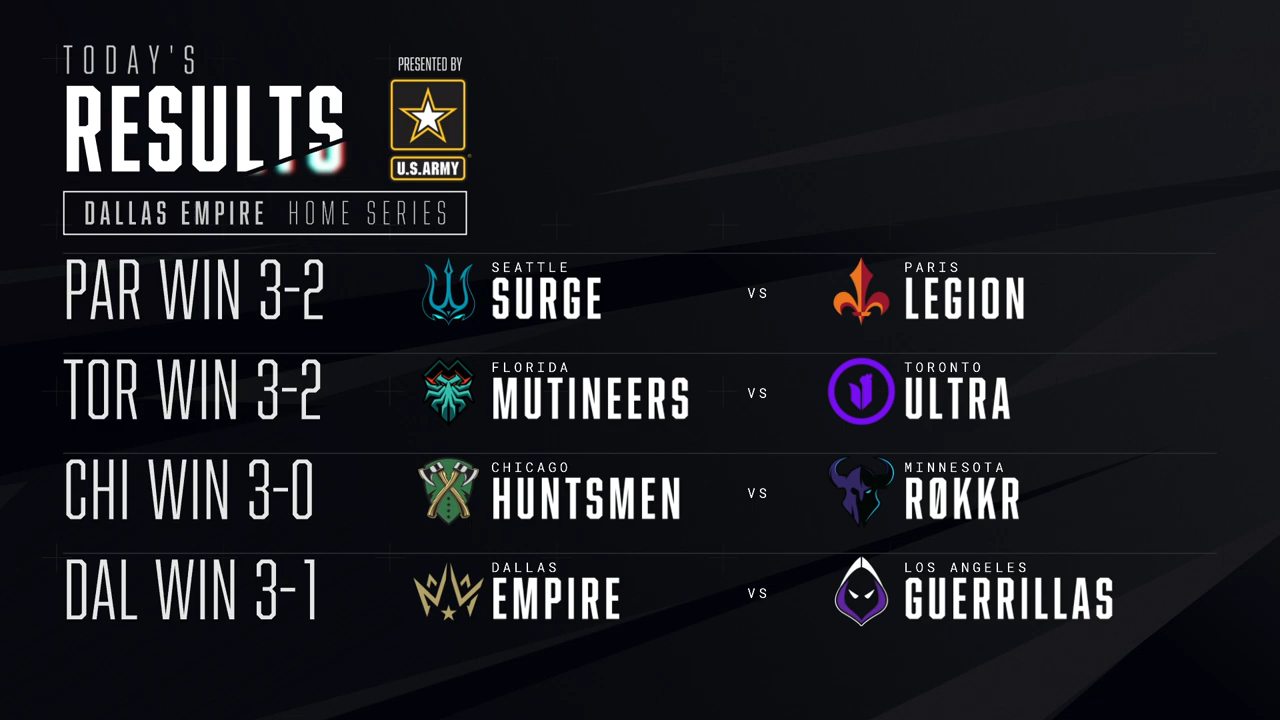 TODAY'S
RESULTS
PRESENTED BY
U.S.ARMY
DALLAS EMPIRE HOME SERIES
PAR WIN 3-2
SEATTLE
SURGE
VS
PARIS
LEGION
TOR WIN 3-2
FLORIDA
MUTINEERS
VS
TORONTO
ULTRA
CHI WIN 3-0
CHICAGO
HUNTSMEN
VS
MINNESOTA
RØKKR
DAL WIN 3-1
DALLAS
EMPIRE
VS
LOS ANGELES
GUERRILLAS